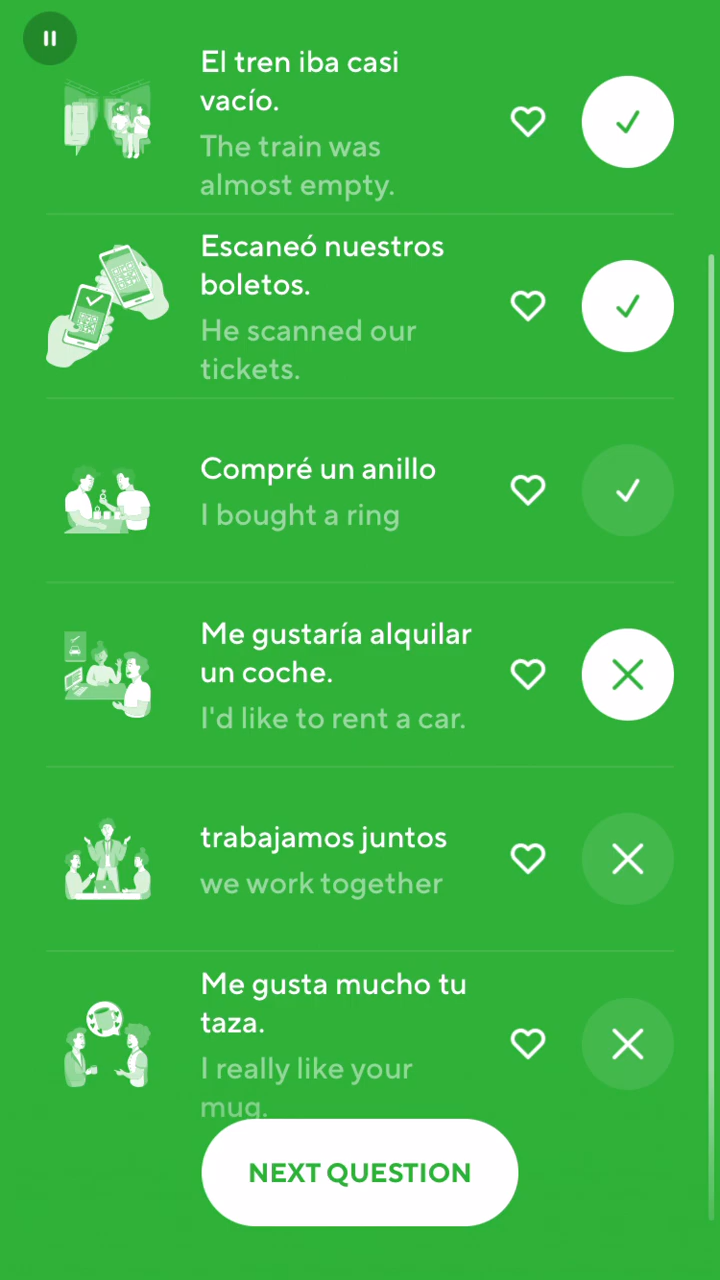 El tren iba casi
vacío.
The train was
almost empty.
Escaneó nuestros
boletos.
He scanned our
tickets.
Compré un anillo
I bought a ring
Me gustaría alquilar
un coche.
I'd like to rent a car.
trabajamos juntos
we work together
Me gusta mucho tu
taza.
I really like your
mug.
NEXT QUESTION